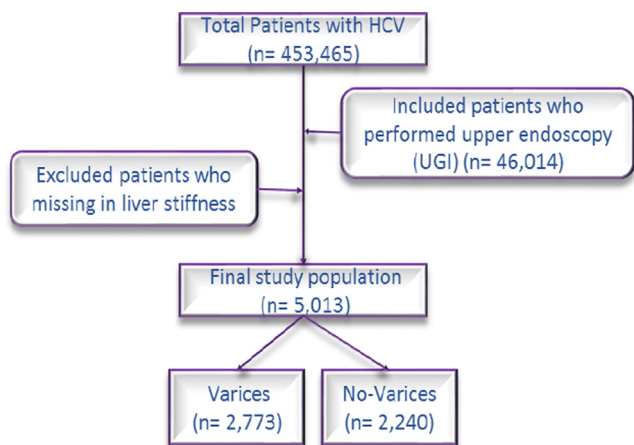 Total Patients with HCV
(n= 453,465)
Included patients who
performed upper endoscopy
(UGI) (n= 46,014)
Excluded patients who
missing in liver stiffness
Final study population
(n= 5,013)
Varices
(n= 2,773)
No-Varices
(n= 2,240)